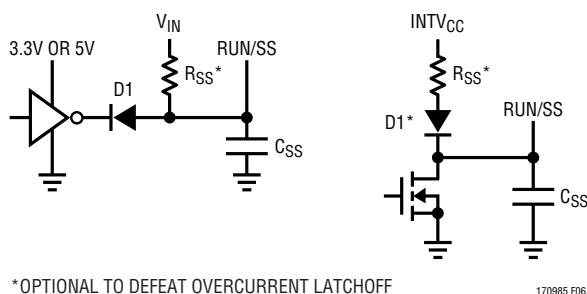 V_IN
3.3V OR 5V
D1
R_SS*
RUN/SS
C_SS
INTV_CC
R_SS*
D1*
RUN/SS
C_SS
*OPTIONAL TO DEFEAT OVERCURRENT LATCHOFF
170985 F06